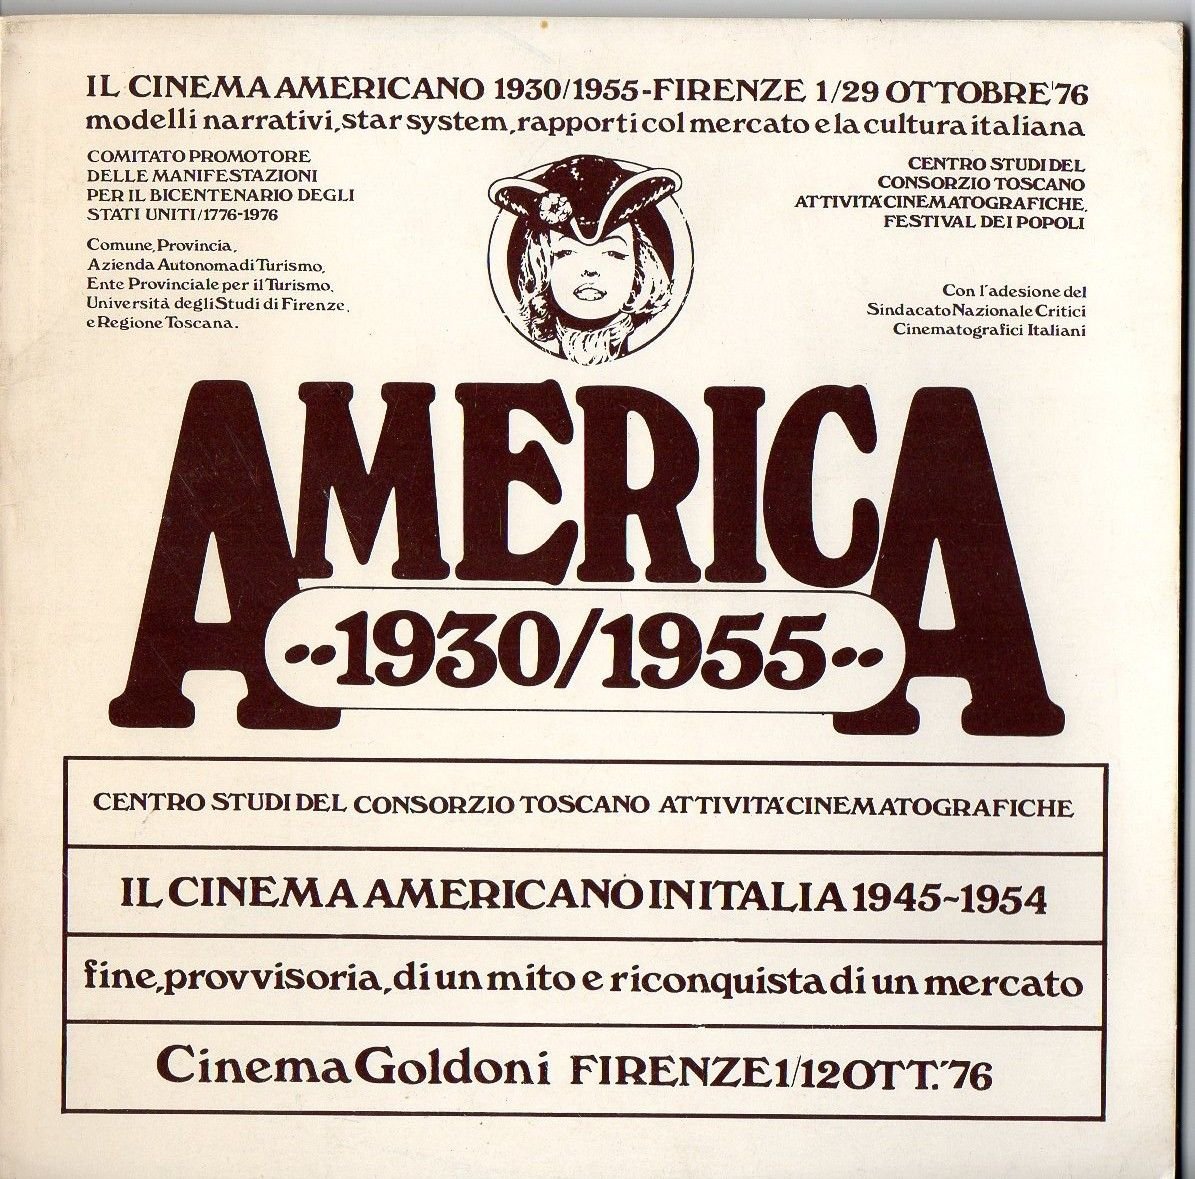 IL CINEMA AMERICANO 1930/1955-FIRENZE 1/29 OTTOBRE'76
modelli narrativi,star system,rapporti col mercato e la cultura italiana
COMITATO PROMOTORE
DELLE MANIFESTAZIONI
PER IL BICENTENARIO DEGLI
STATI UNITI/1776-1976
Comune,Provincia,
Azienda Autonoma di Turismo,
Ente Provinciale per il Turismo,
Università degli Studi di Firenze,
e Regione Toscana.
CENTRO STUDI DEL
CONSORZIO TOSCANO
ATTIVITA'CINEMATOGRAFICHE,
FESTIVAL DEI POPOLI
Con l'adesione del
Sindacato Nazionale Critici
Cinematografici Italiani
AMERICA
••1930/1955••
CENTRO STUDI DEL CONSORZIO TOSCANO ATTIVITA'CINEMATOGRAFICHE
IL CINEMA AMERICANO IN ITALIA 1945~1954
fine,provvisoria,di un mito e riconquista di un mercato
Cinema Goldoni FIRENZE 1/12 OTT.'76